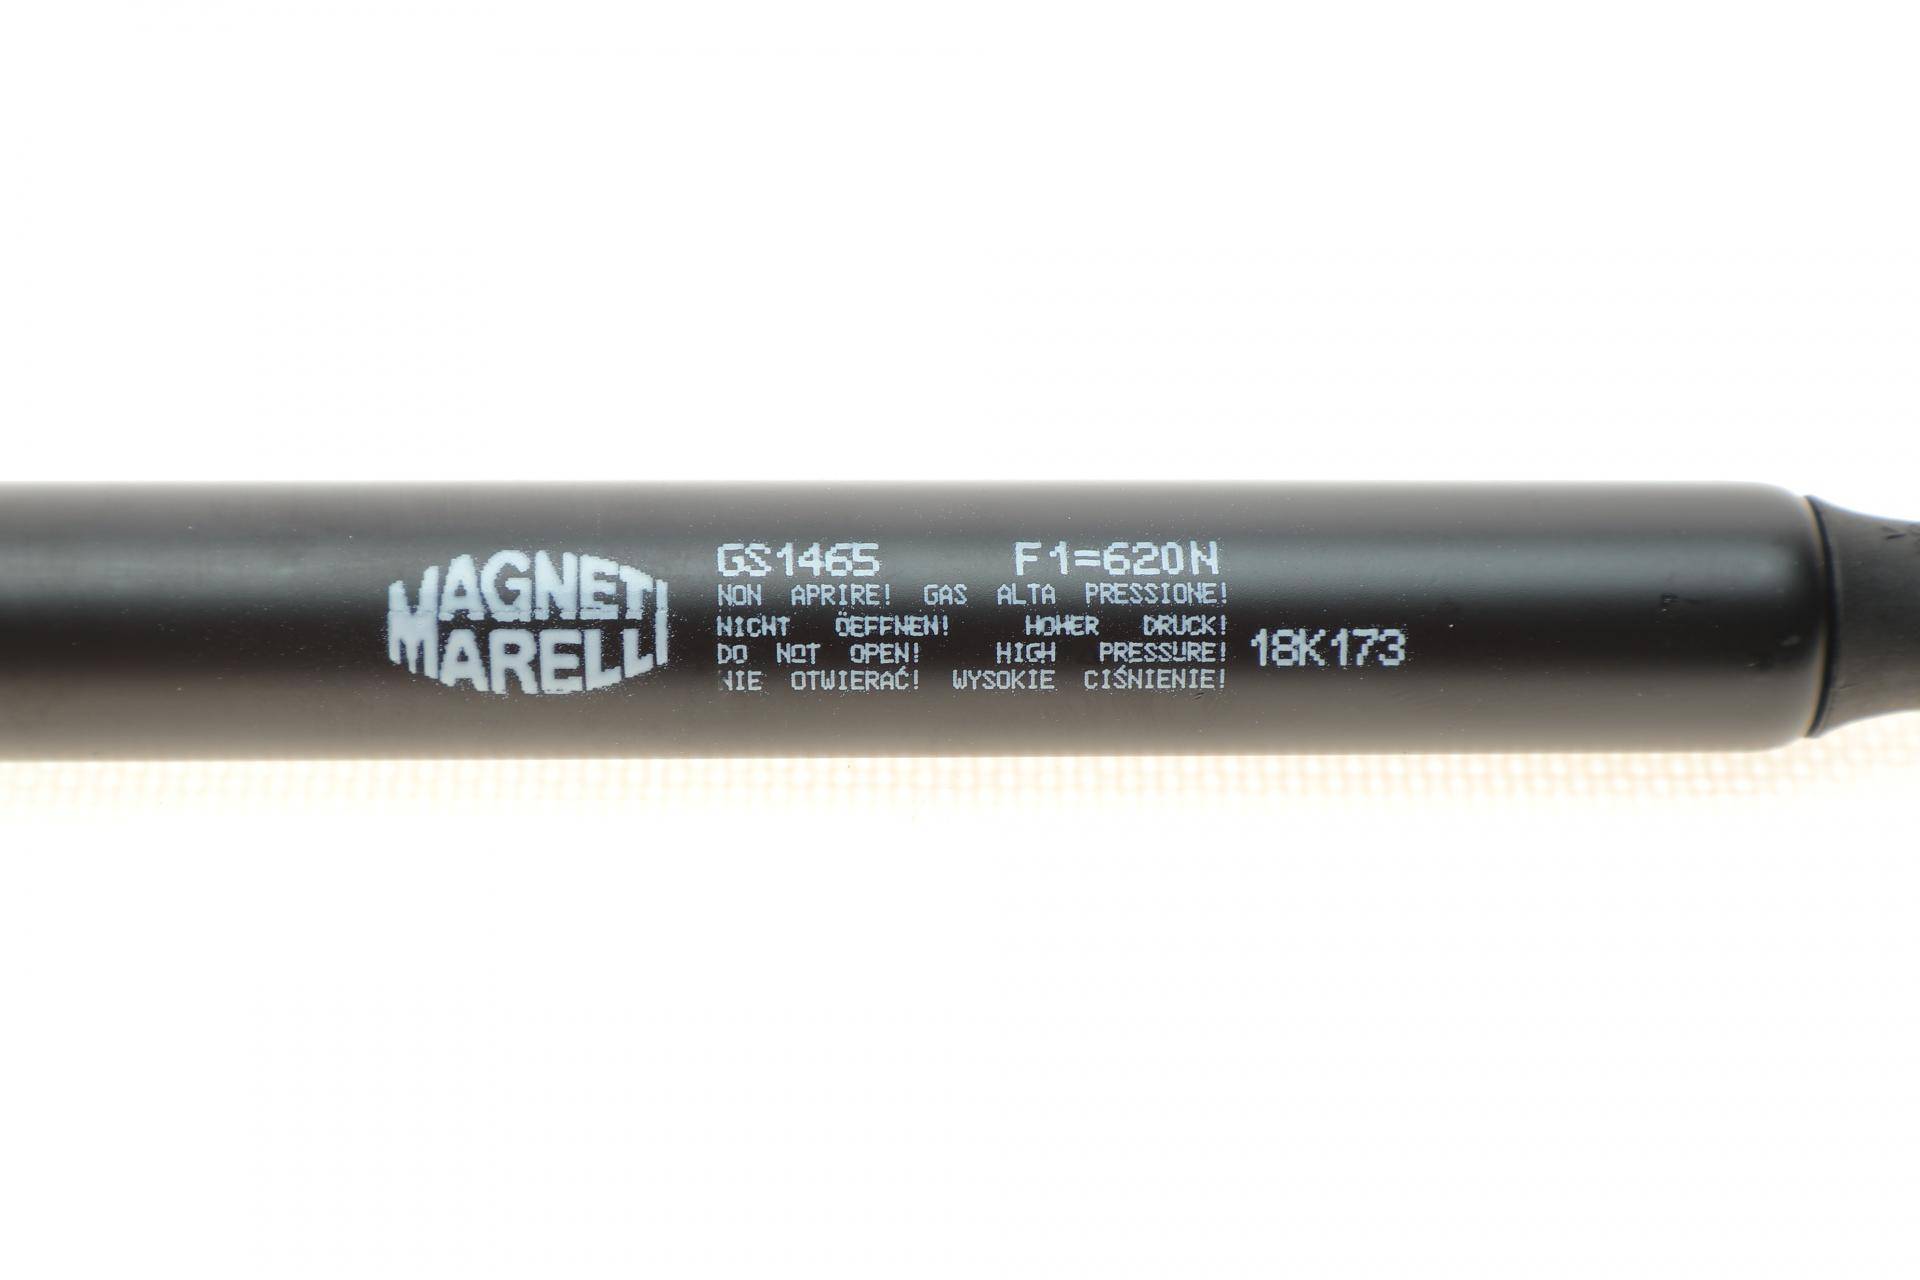 MAGNETI
MARELLI
GS1465 F1=620N
NON APRIRE! GAS ALTA PRESSIONE!
NICHT ÖEFFNEN! HOHER DRUCK!
DO NOT OPEN! HIGH PRESSURE!
NIE OTWIERAĆ! WYSOKIE CIŚNIENIE!
18K173